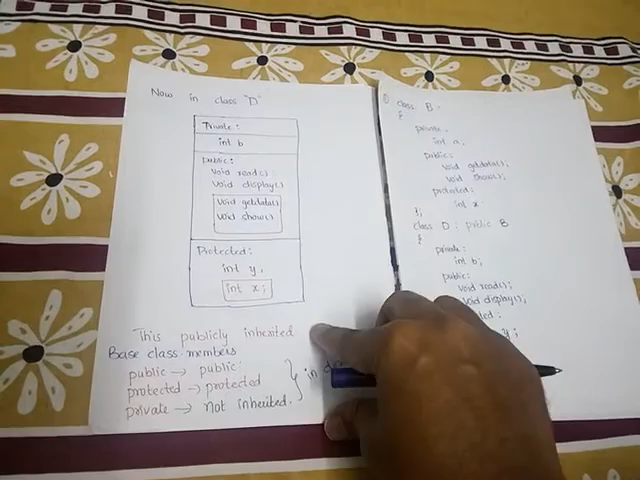 Now in class "D"
Private:
int b
Public:
Void read();
Void display()
Void getdata()
Void show()
Protected:
int y,
int x;
This publicly inherited
Base class members
public → public:
protected → protected
private → Not inherited.
} in
① class B:
{
private:
int a;
public:
Void getdata();
Void show();
protected:
int x
};
class D : public B
{
private:
int b;
public:
Void read();
Void display();
y;